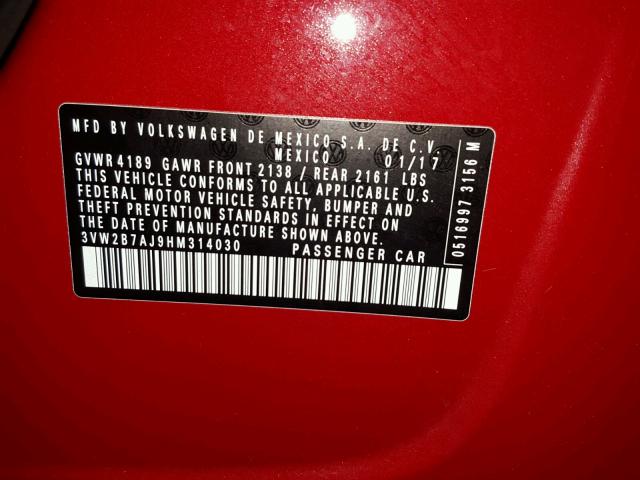 MFD BY VOLKSWAGEN DE MEXICO S.A. DE C.V.
MEXICO 01/17
GVWR 4189 GAWR FRONT 2138 / REAR 2161 LBS
THIS VEHICLE CONFORMS TO ALL APPLICABLE U.S.
FEDERAL MOTOR VEHICLE SAFETY, BUMPER AND
THEFT PREVENTION STANDARDS IN EFFECT ON
THE DATE OF MANUFACTURE SHOWN ABOVE.
3VW2B7AJ9HM314030 PASSENGER CAR
0516997 3156 M